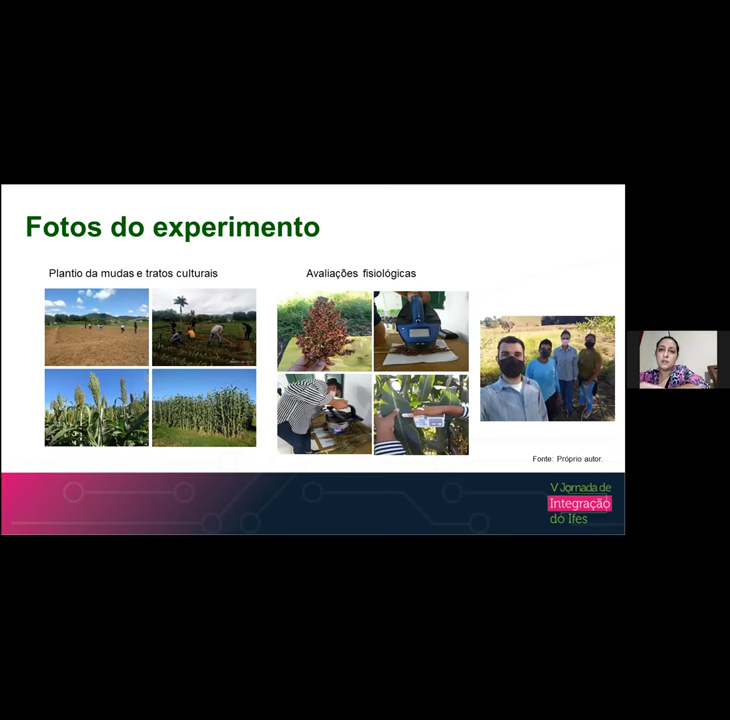 Fotos do experimento
Plantio da mudas e tratos culturais
Avaliações fisiológicas
Fonte: Próprio autor.
V Jornada de
Integração
do Ifes